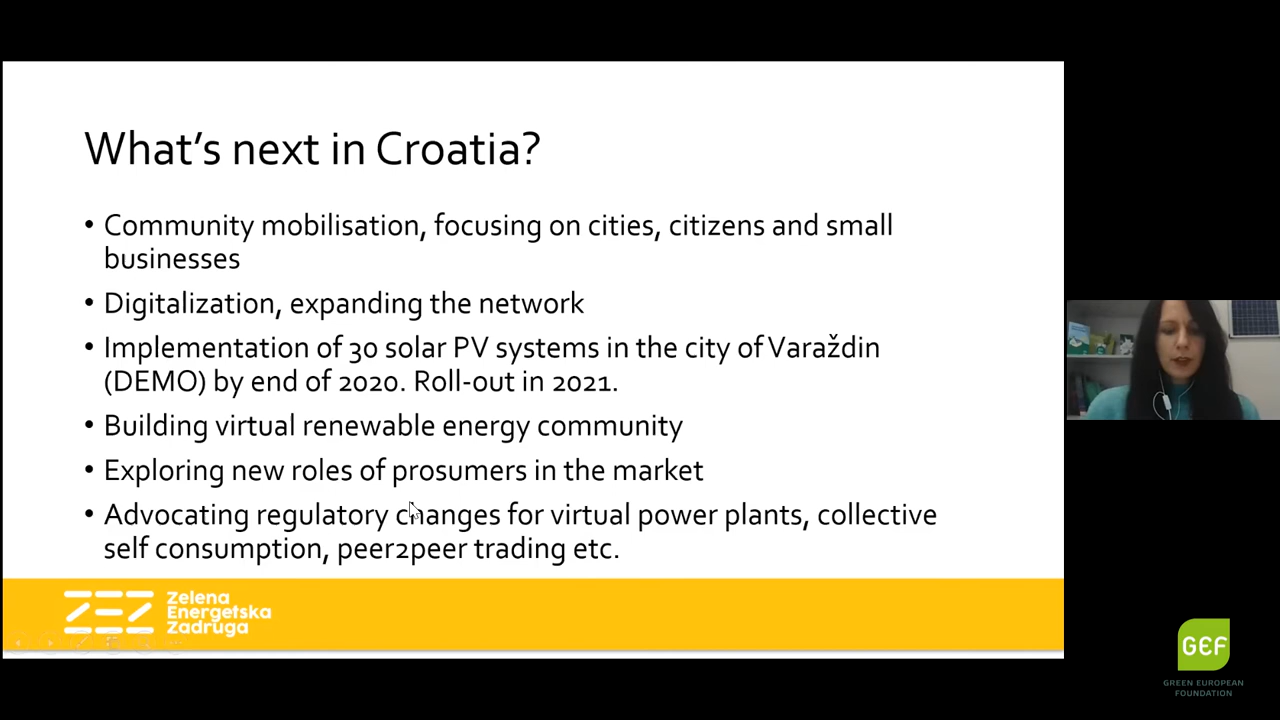 What's next in Croatia?
• Community mobilisation, focusing on cities, citizens and small
businesses
• Digitalization, expanding the network
• Implementation of 30 solar PV systems in the city of Varaždin
(DEMO) by end of 2020. Roll-out in 2021.
• Building virtual renewable energy community
• Exploring new roles of prosumers in the market
• Advocating regulatory changes for virtual power plants, collective
self consumption, peer2peer trading etc.
ZEZ
Zelena
Energetska
Zadruga
GEF
GREEN EUROPEAN
FOUNDATION